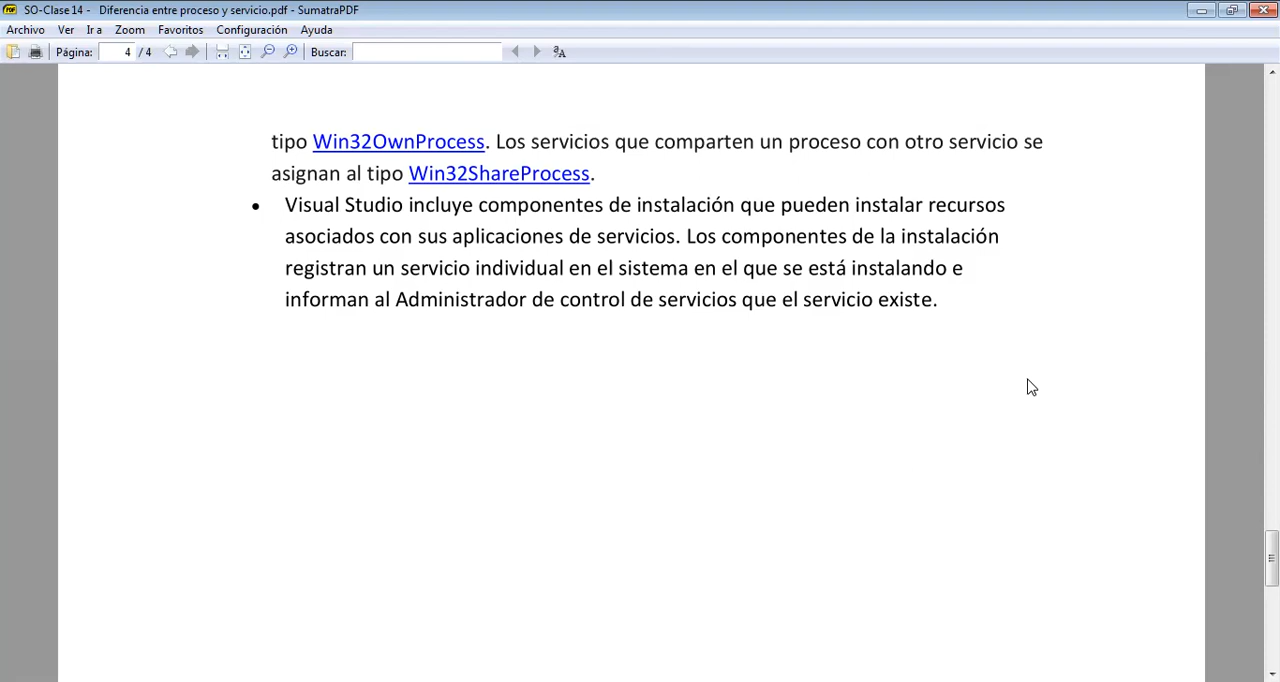 SO-Clase 14 - Diferencia entre proceso y servicio.pdf - SumatraPDF
Archivo Ver Ir a Zoom Favoritos Configuración Ayuda
Página: 4 / 4 Buscar:
tipo Win32OwnProcess. Los servicios que comparten un proceso con otro servicio se
asignan al tipo Win32ShareProcess.
• Visual Studio incluye componentes de instalación que pueden instalar recursos
asociados con sus aplicaciones de servicios. Los componentes de la instalación
registran un servicio individual en el sistema en el que se está instalando e
informan al Administrador de control de servicios que el servicio existe.